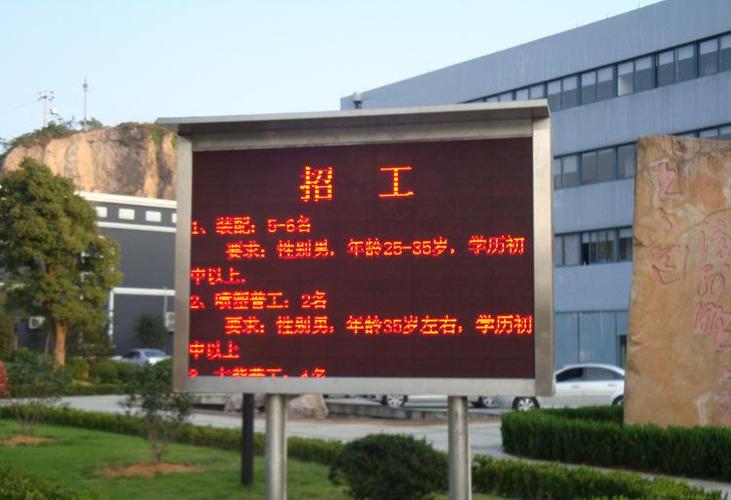 招 工
1、装配：5-6名
要求：性别男，年龄25-35岁，学历初
中以上.
2、喷塑普工：2名
要求：性别男，年龄35岁左右，学历初
中以上